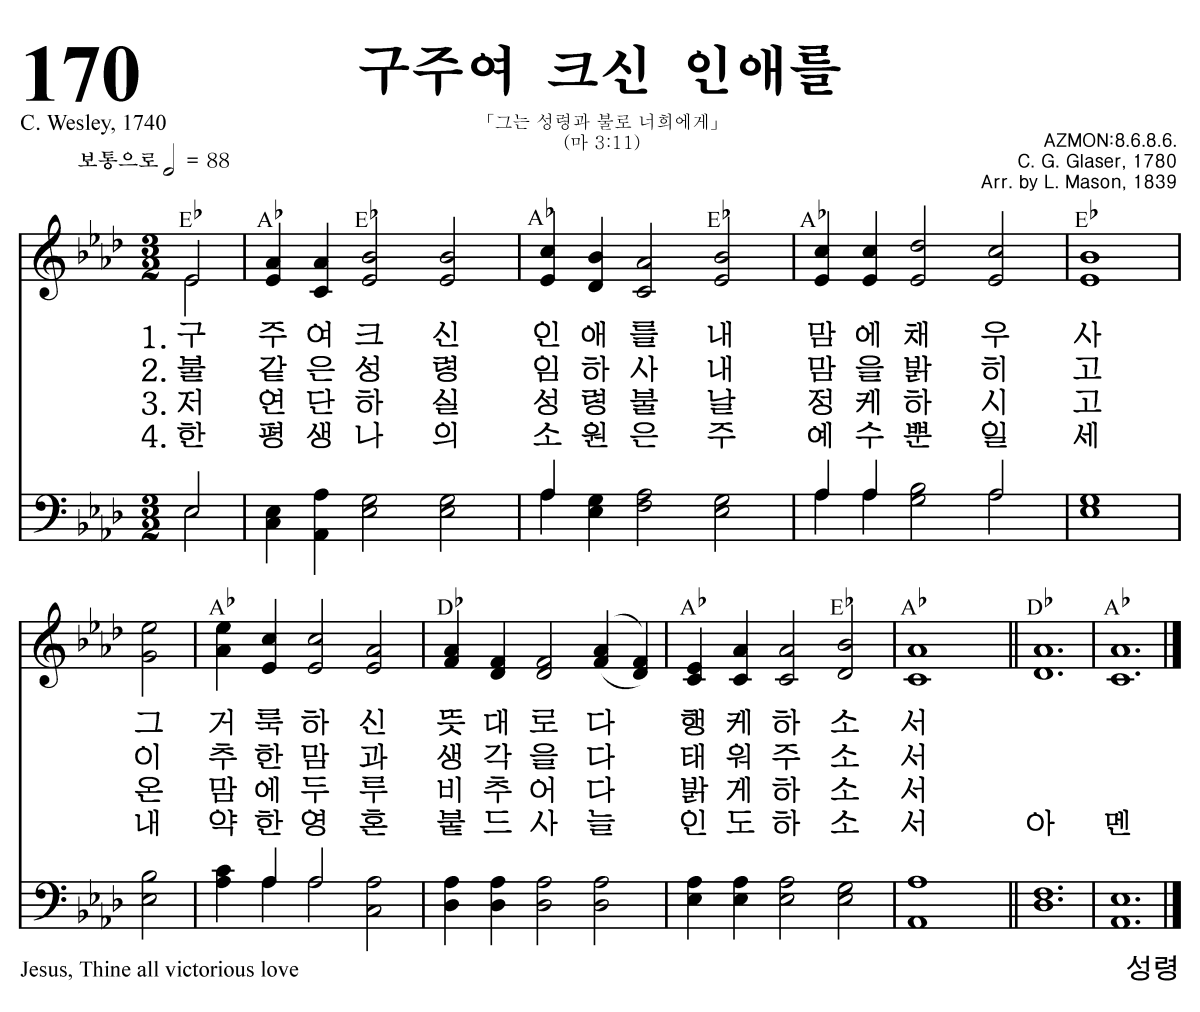 170
구주여 크신 인애를
C. Wesley, 1740
「그는 성령과 불로 너희에게」
(마 3:11)
보통으로 𝅗𝅥 = 88
AZMON:8.6.8.6.
C. G. Glaser, 1780
Arr. by L. Mason, 1839
E♭ A♭ E♭ A♭ E♭ A♭ E♭
3 2
1. 구 주 여 크 신 인 애 를 내 맘 에 채 우 사
2. 불 같 은 성 령 임 하 사 내 맘 을 밝 히 고
3. 저 연 단 하 실 성 령 불 날 정 케 하 시 고
4. 한 평 생 나 의 소 원 은 주 예 수 뿐 일 세
3 2
A♭ D♭ A♭ E♭ A♭ D♭ A♭
그 거 룩 하 신 뜻 대 로 다 행 케 하 소 서
이 추 한 맘 과 생 각 을 다 태 워 주 소 서
온 맘 에 두 루 비 추 어 다 밝 게 하 소 서
내 약 한 영 혼 붙 드 사 늘 인 도 하 소 서 아 멘
Jesus, Thine all victorious love
성령